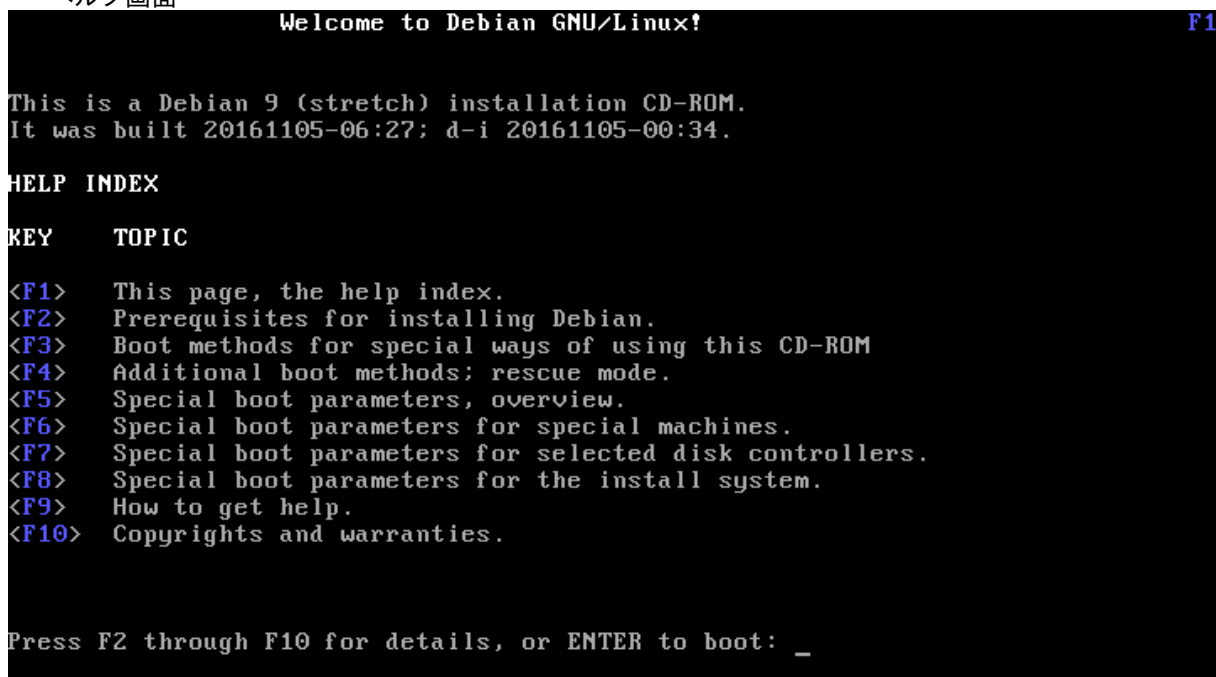 ヘルプ画面
Welcome to Debian GNU/Linux! F1
This is a Debian 9 (stretch) installation CD-ROM.
It was built 20161105-06:27; d-i 20161105-00:34.
HELP INDEX
KEY TOPIC
<F1> This page, the help index.
<F2> Prerequisites for installing Debian.
<F3> Boot methods for special ways of using this CD-ROM
<F4> Additional boot methods; rescue mode.
<F5> Special boot parameters, overview.
<F6> Special boot parameters for special machines.
<F7> Special boot parameters for selected disk controllers.
<F8> Special boot parameters for the install system.
<F9> How to get help.
<F10> Copyrights and warranties.
Press F2 through F10 for details, or ENTER to boot: _